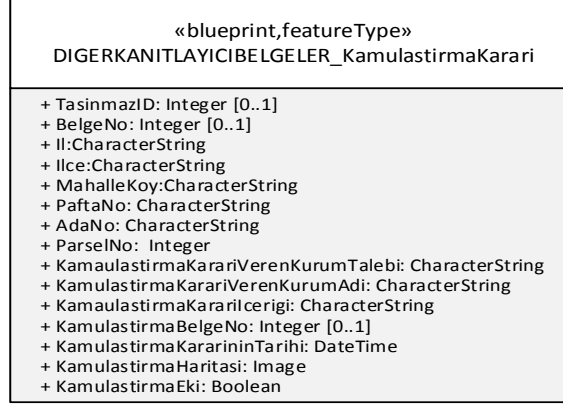 «blueprint,featureType»
DIGERKANITLAYICIBELGELER_KamulastirmaKarari
+ TasinmazID: Integer [0..1]
+ BelgeNo: Integer [0..1]
+ Il:CharacterString
+ Ilce:CharacterString
+ MahalleKoy:CharacterString
+ PaftaNo: CharacterString
+ AdaNo: CharacterString
+ ParselNo: Integer
+ KamaulastirmaKarariVerenKurumTalebi: CharacterString
+ KamulastirmaKarariVerenKurumAdi: CharacterString
+ KamaulastirmaKarariIcerigi: CharacterString
+ KamulastirmaBelgeNo: Integer [0..1]
+ KamulastirmaKararininTarihi: DateTime
+ KamulastirmaHaritasi: Image
+ KamulastirmaEki: Boolean